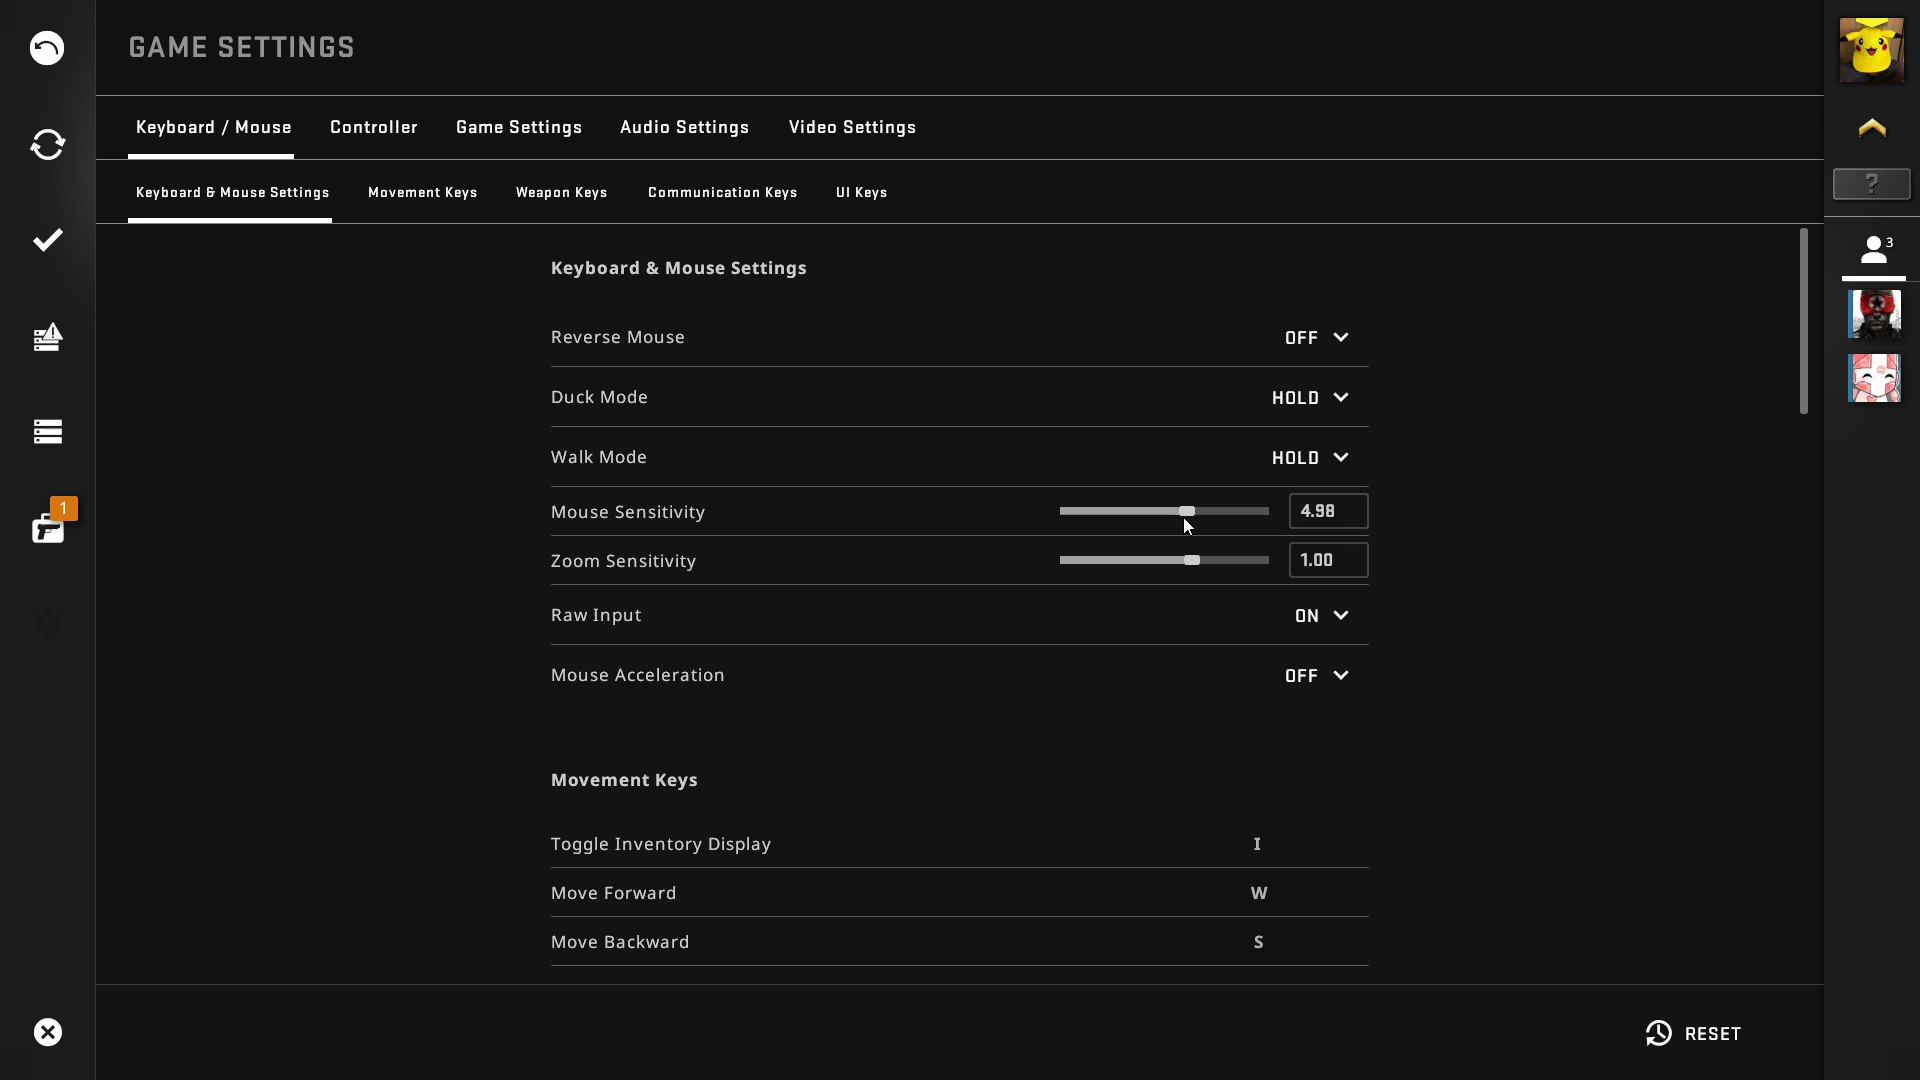 GAME SETTINGS
Keyboard / Mouse Controller Game Settings Audio Settings Video Settings
Keyboard & Mouse Settings Movement Keys Weapon Keys Communication Keys UI Keys
?
3
Keyboard & Mouse Settings
Reverse Mouse OFF
Duck Mode HOLD
Walk Mode HOLD
Mouse Sensitivity 4.98
1
Zoom Sensitivity 1.00
Raw Input ON
Mouse Acceleration OFF
Movement Keys
Toggle Inventory Display I
Move Forward W
Move Backward S
RESET